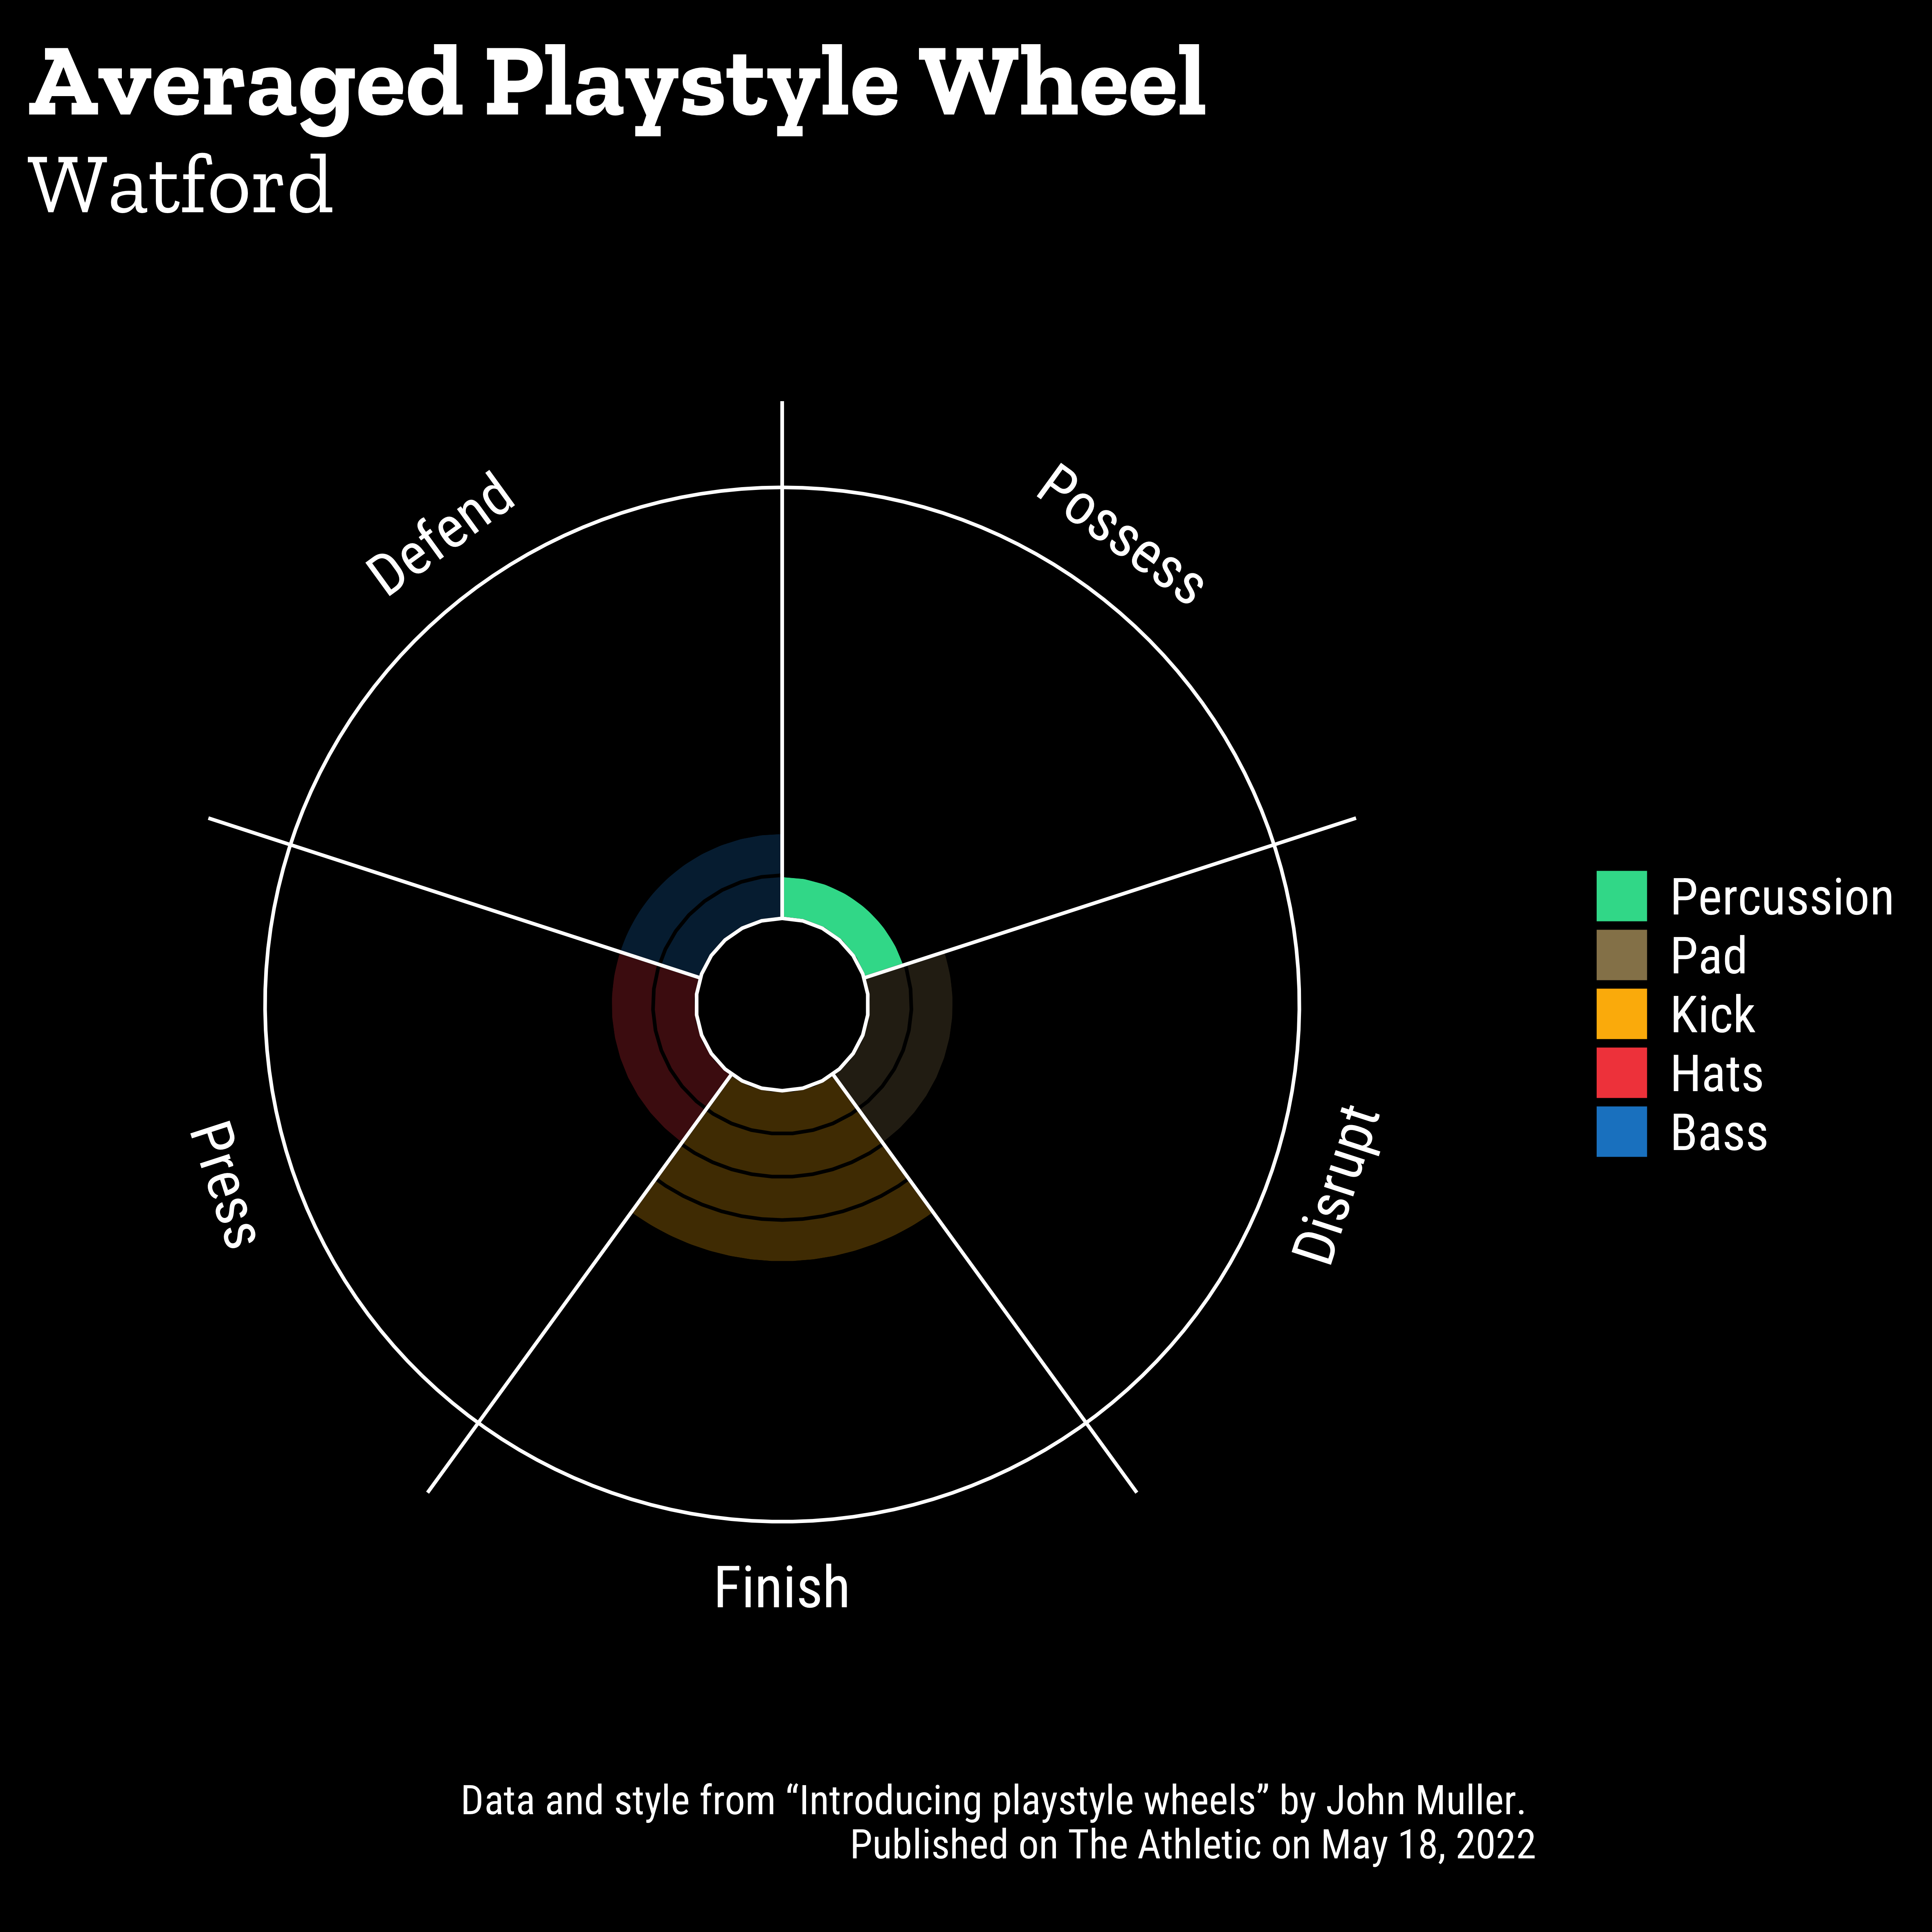 Averaged Playstyle Wheel
Watford
Defend
Possess
Press
Disrupt
Finish
Percussion
Pad
Kick
Hats
Bass
Data and style from “Introducing playstyle wheels” by John Muller.
Published on The Athletic on May 18, 2022